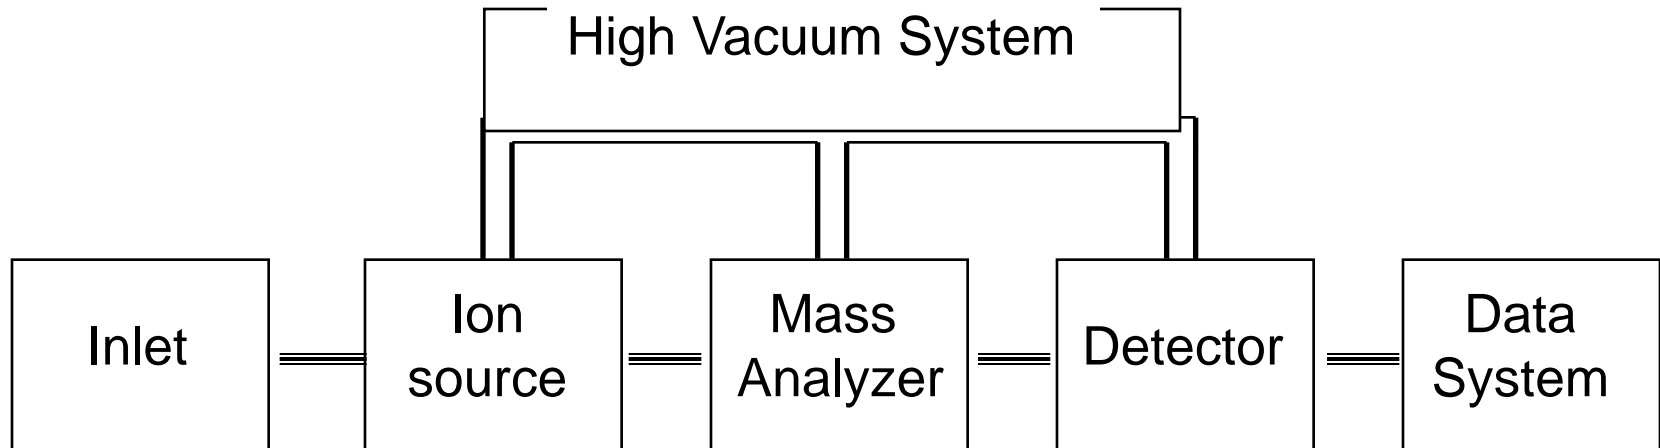 High Vacuum System
Inlet
Ion
source
Mass
Analyzer
Detector
Data
System